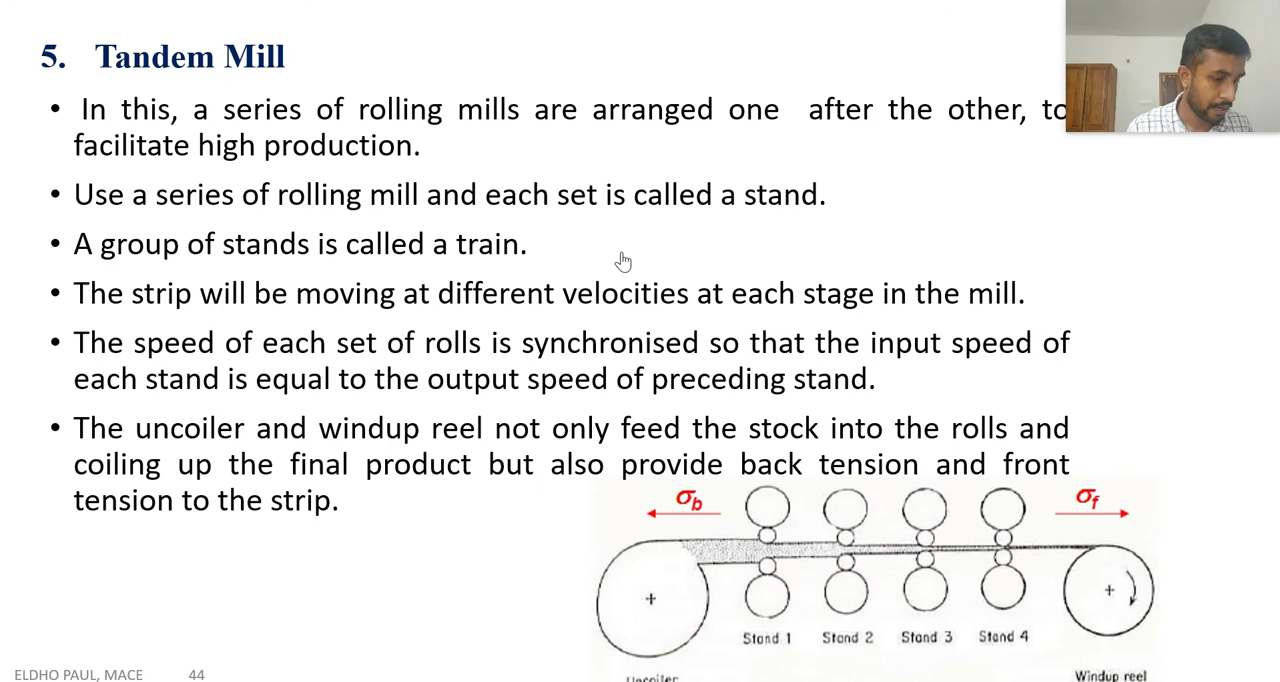 5. Tandem Mill
• In this, a series of rolling mills are arranged one after the other, to
facilitate high production.
• Use a series of rolling mill and each set is called a stand.
• A group of stands is called a train.
• The strip will be moving at different velocities at each stage in the mill.
• The speed of each set of rolls is synchronised so that the input speed of
each stand is equal to the output speed of preceding stand.
• The uncoiler and windup reel not only feed the stock into the rolls and
coiling up the final product but also provide back tension and front
tension to the strip.
σb
σf
+
+
Stand 1 Stand 2 Stand 3 Stand 4
Uncoiler
Windup reel
ELDHO PAUL, MACE 44